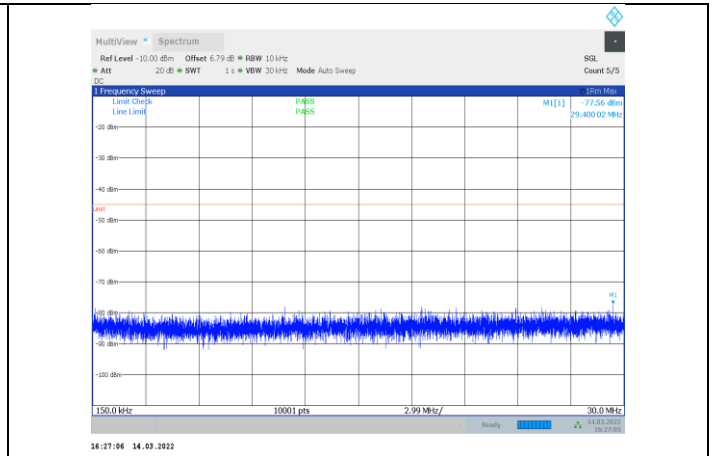 MultiView Spectrum
Ref Level -10.00 dBm Offset 6.79 dB RBW 10 kHz SGL
Att 20 dB SWT 1 s VBW 30 kHz Mode Auto Sweep Count 5/5
DC
1 Frequency Sweep 1Rm Max
Limit Check PASS M1[1] -77.56 dBm
Line Limit PASS 29.400 02 MHz
-20 dBm
-30 dBm
-40 dBm
Limit
-50 dBm
-60 dBm
-70 dBm
M1
-80 dBm
-90 dBm
-100 dBm
150.0 kHz 10001 pts 2.99 MHz/ 30.0 MHz
Ready 14.03.2022
16:27:05
16:27:06 14.03.2022